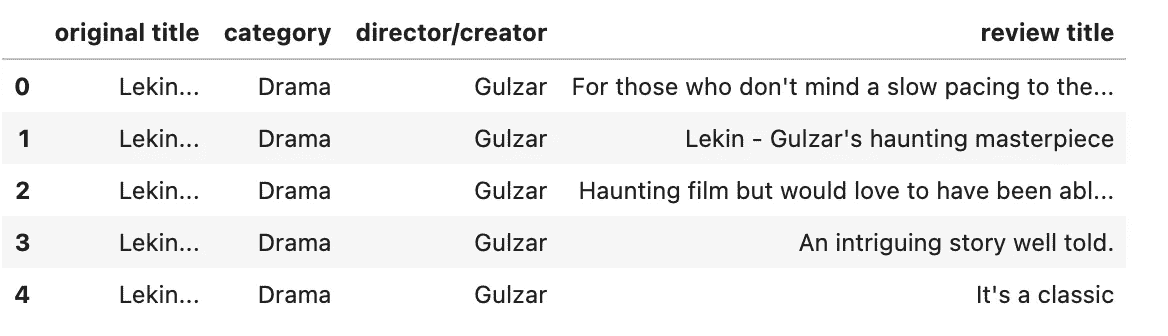 original title category director/creator review title
0 Lekin... Drama Gulzar For those who don't mind a slow pacing to the...
1 Lekin... Drama Gulzar Lekin - Gulzar's haunting masterpiece
2 Lekin... Drama Gulzar Haunting film but would love to have been abl...
3 Lekin... Drama Gulzar An intriguing story well told.
4 Lekin... Drama Gulzar It's a classic